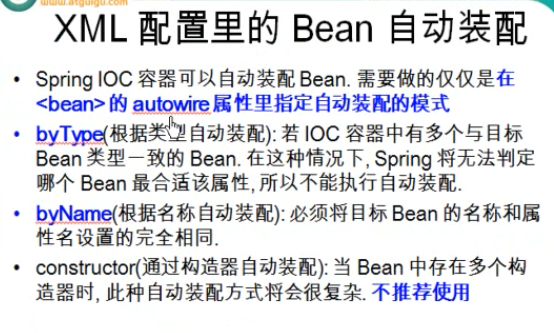 www.atguigu.com
XML 配置里的 Bean 自动装配
• Spring IOC 容器可以自动装配 Bean. 需要做的仅仅是在
<bean> 的 autowire 属性里指定自动装配的模式
• byType(根据类型自动装配): 若 IOC 容器中有多个与目标
Bean 类型一致的 Bean. 在这种情况下, Spring 将无法判定
哪个 Bean 最合适该属性, 所以不能执行自动装配.
• byName(根据名称自动装配): 必须将目标 Bean 的名称和属
性名设置的完全相同.
• constructor(通过构造器自动装配): 当 Bean 中存在多个构
造器时, 此种自动装配方式将会很复杂. 不推荐使用